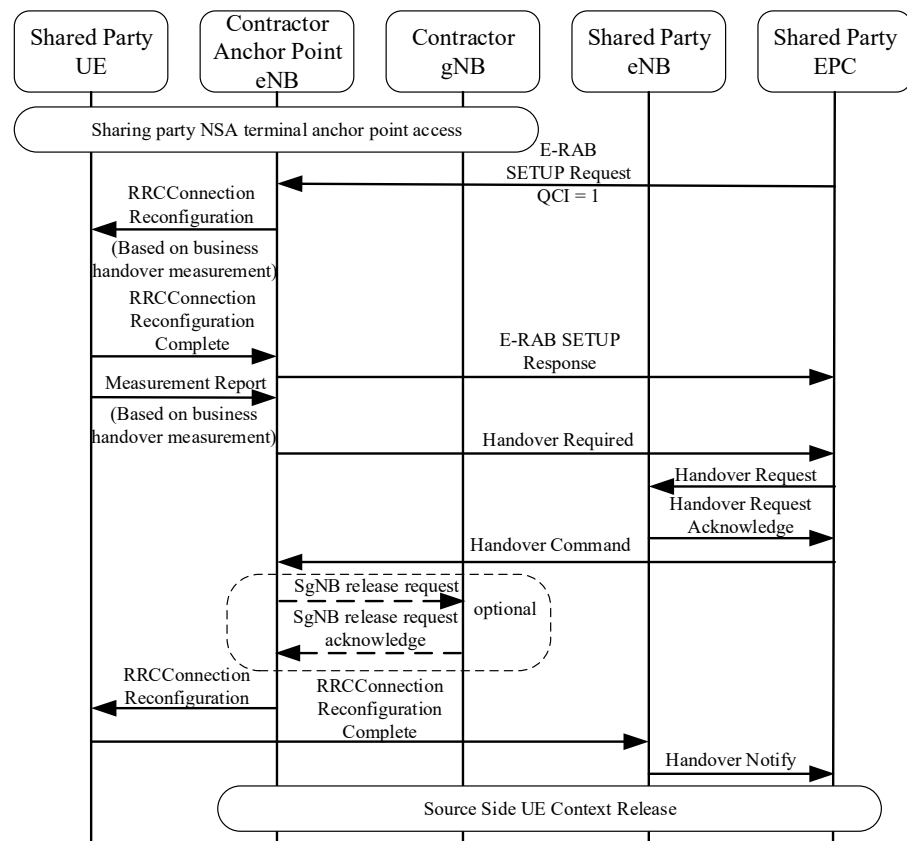 Shared Party
UE
Contractor
Anchor Point
eNB
Contractor
gNB
Shared Party
eNB
Shared Party
EPC
Sharing party NSA terminal anchor point access
E-RAB
SETUP Request
QCI = 1
RRCConnection
Reconfiguration
(Based on business
handover measurement)
RRCConnection
Reconfiguration
Complete
E-RAB SETUP
Response
Measurement Report
(Based on business
handover measurement)
Handover Required
Handover Request
Handover Request
Acknowledge
Handover Command
SgNB release request
optional
SgNB release request
acknowledge
RRCConnection
Reconfiguration
RRCConnection
Reconfiguration
Complete
Handover Notify
Source Side UE Context Release